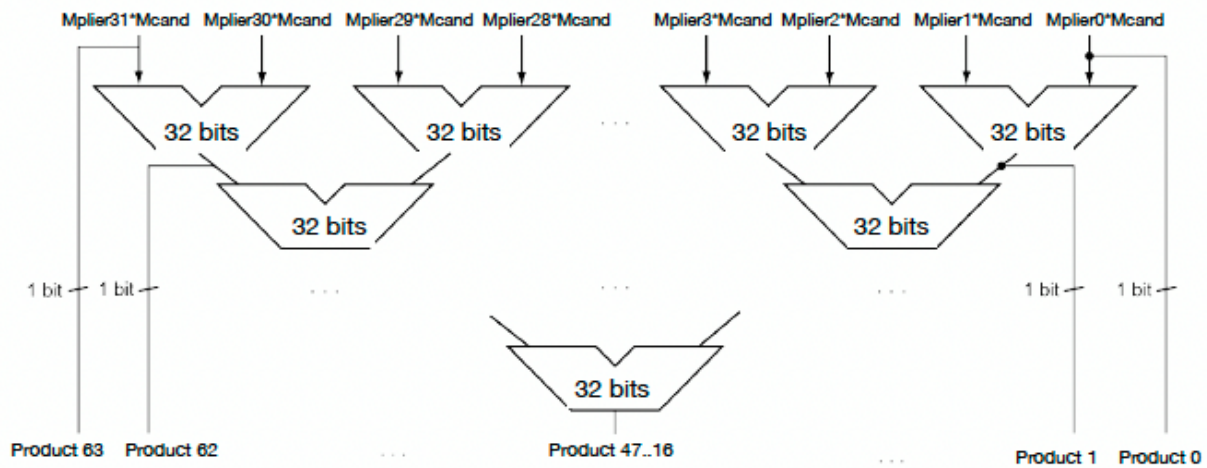 Mplier31*Mcand Mplier30*Mcand Mplier29*Mcand Mplier28*Mcand Mplier3*Mcand Mplier2*Mcand Mplier1*Mcand Mplier0*Mcand
32 bits 32 bits . . . 32 bits 32 bits
32 bits 32 bits
1 bit 1 bit . . . . . . . . . 1 bit 1 bit
32 bits
Product 63 Product 62 . . . Product 47..16 . . . Product 1 Product 0